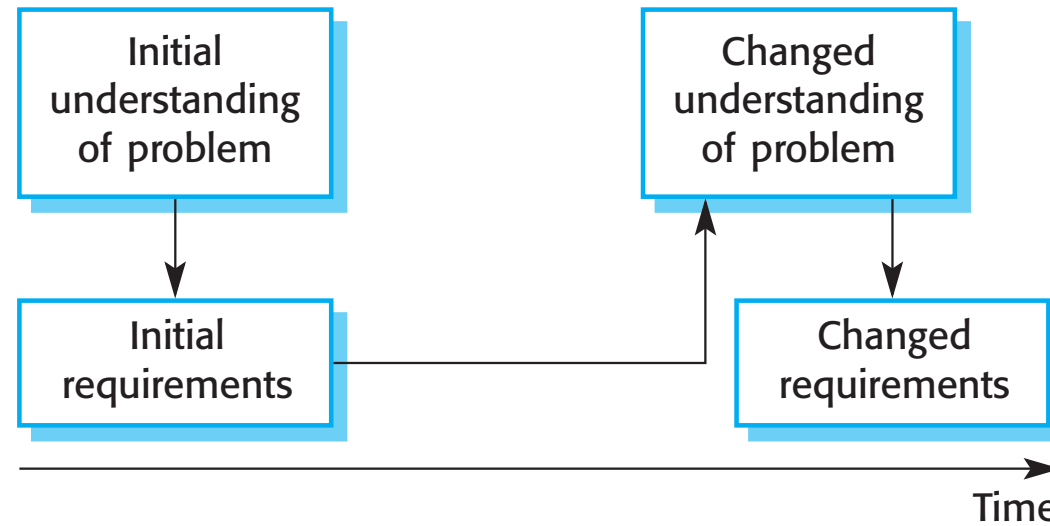 Initial
understanding
of problem
Changed
understanding
of problem
Initial
requirements
Changed
requirements
Time